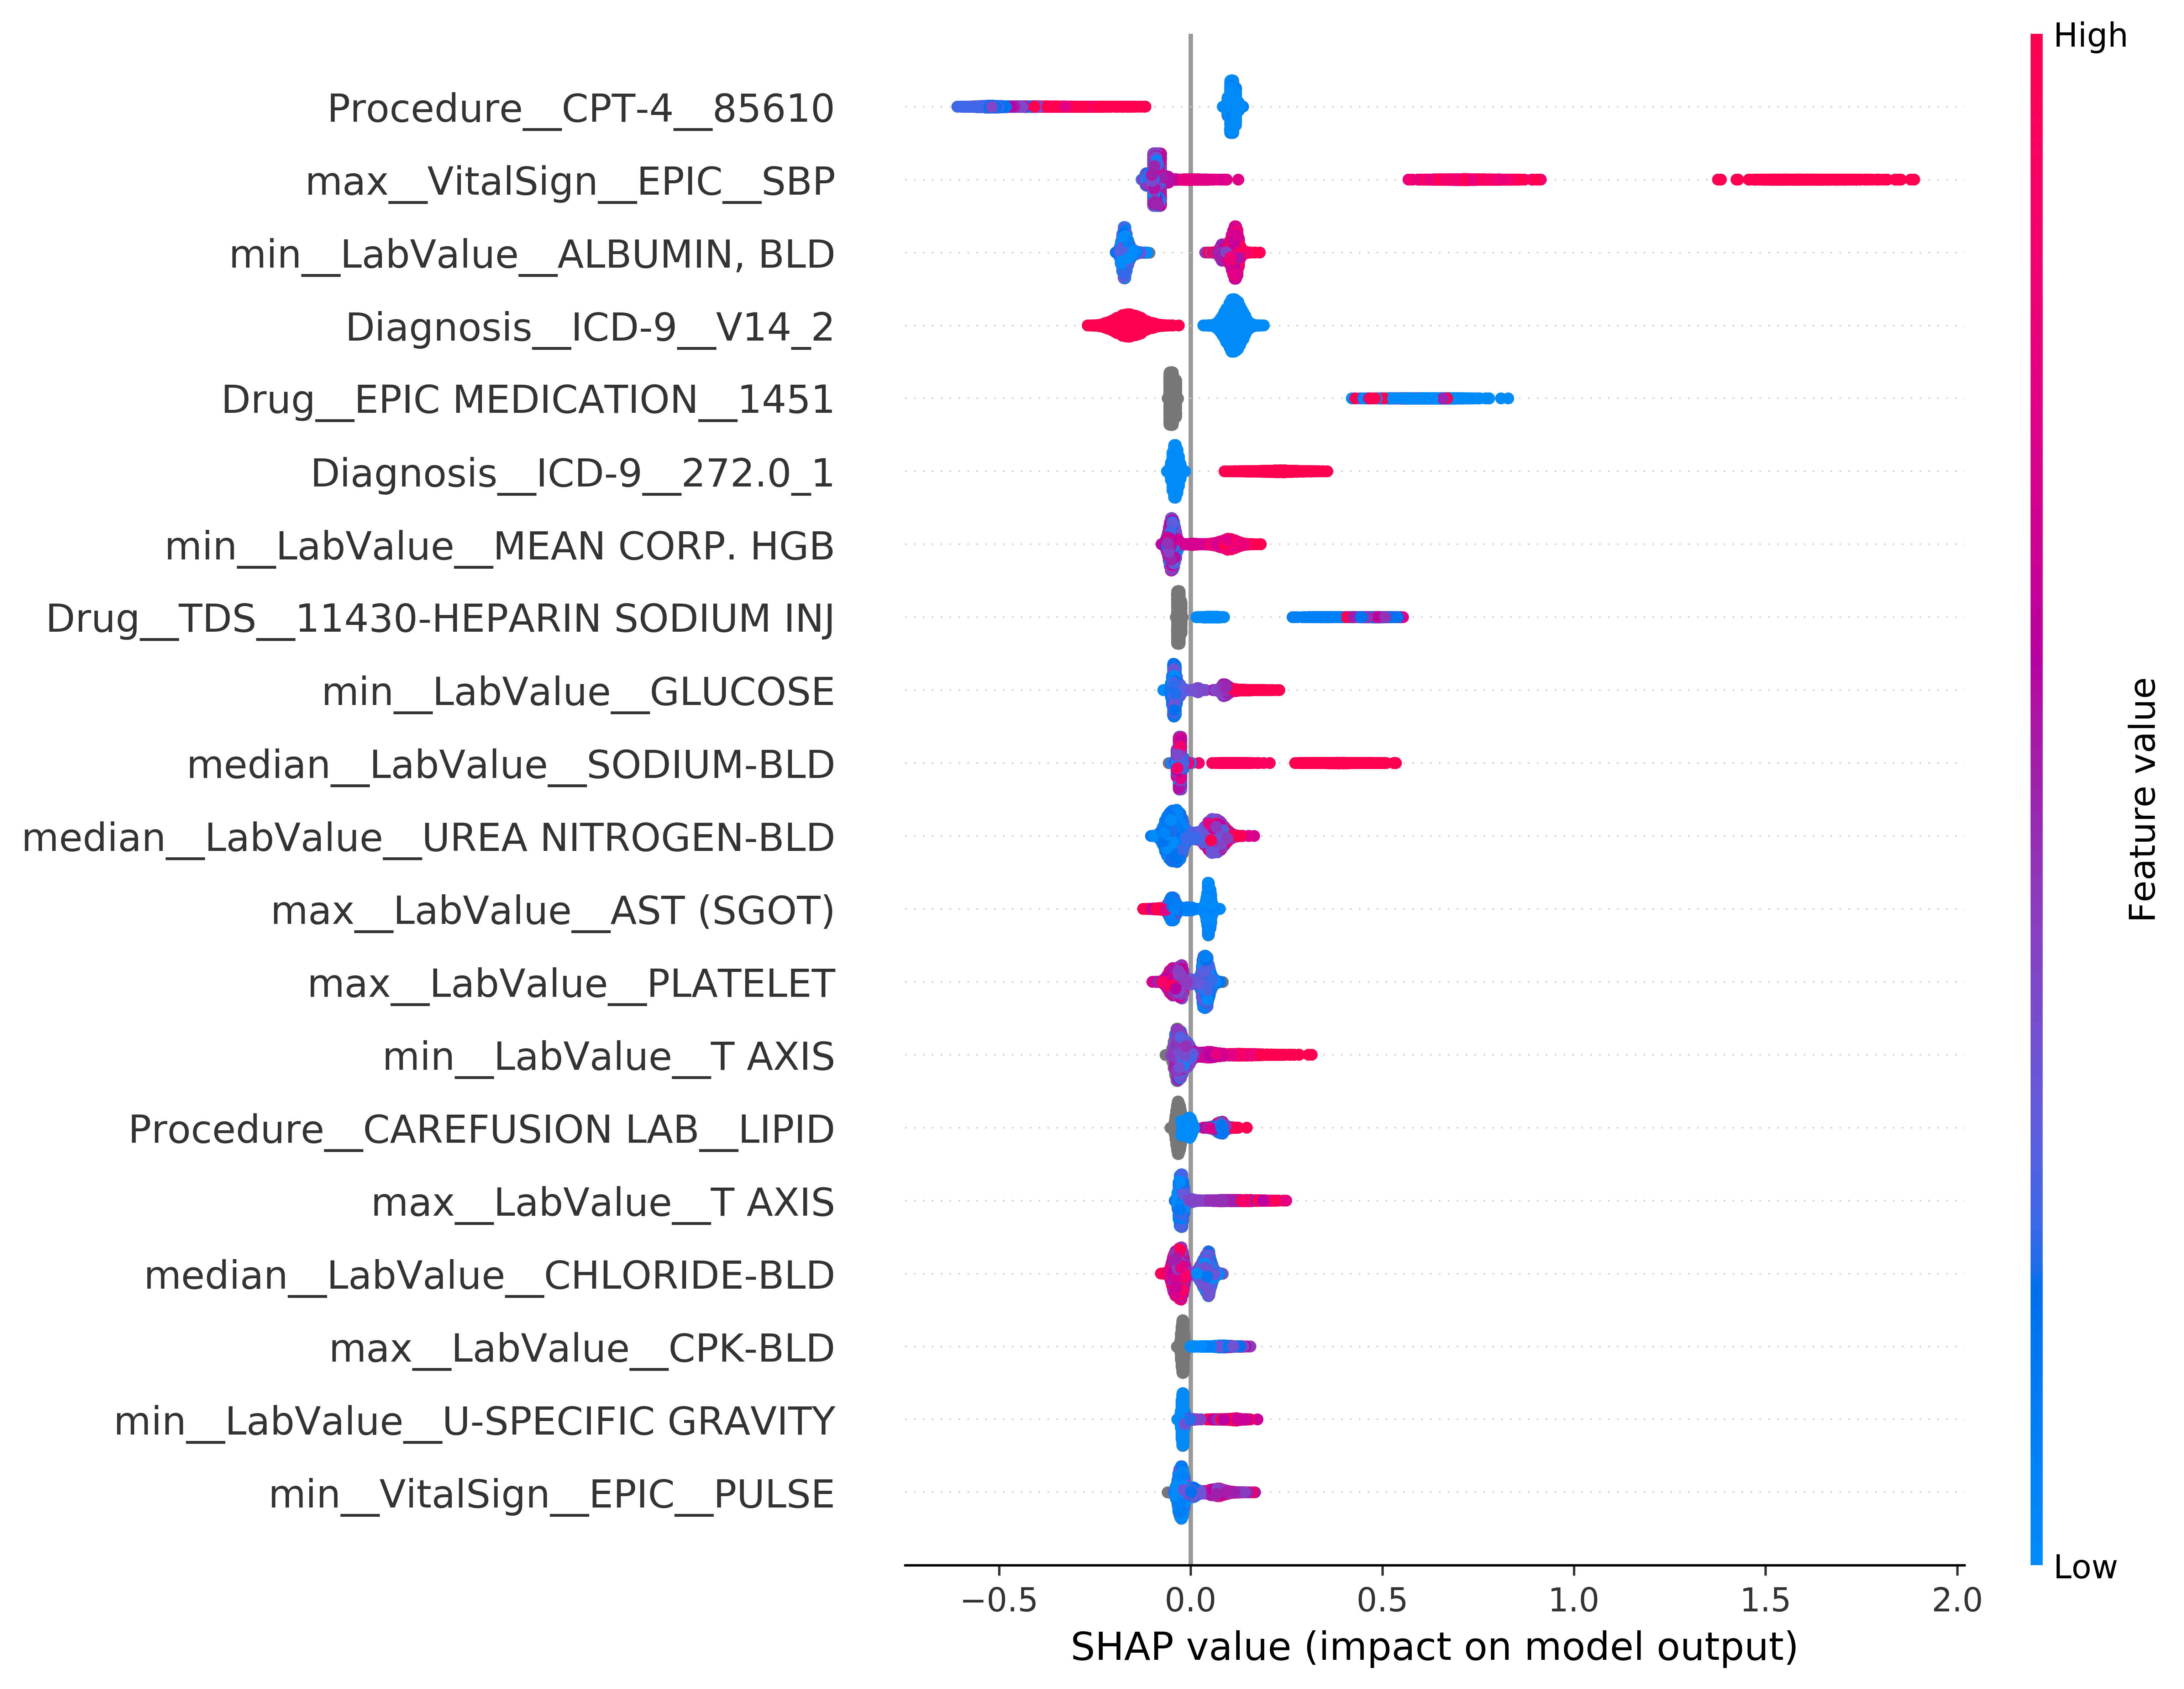 High
Procedure__CPT-4__85610
max__VitalSign__EPIC__SBP
min__LabValue__ALBUMIN, BLD
Diagnosis__ICD-9__V14_2
Drug__EPIC MEDICATION__1451
Diagnosis__ICD-9__272.0_1
min__LabValue__MEAN CORP. HGB
Drug__TDS__11430-HEPARIN SODIUM INJ
min__LabValue__GLUCOSE
median__LabValue__SODIUM-BLD
median__LabValue__UREA NITROGEN-BLD
max__LabValue__AST (SGOT)
max__LabValue__PLATELET
min__LabValue__T AXIS
Procedure__CAREFUSION LAB__LIPID
max__LabValue__T AXIS
median__LabValue__CHLORIDE-BLD
max__LabValue__CPK-BLD
min__LabValue__U-SPECIFIC GRAVITY
min__VitalSign__EPIC__PULSE
Feature value
Low
−0.5 0.0 0.5 1.0 1.5 2.0
SHAP value (impact on model output)